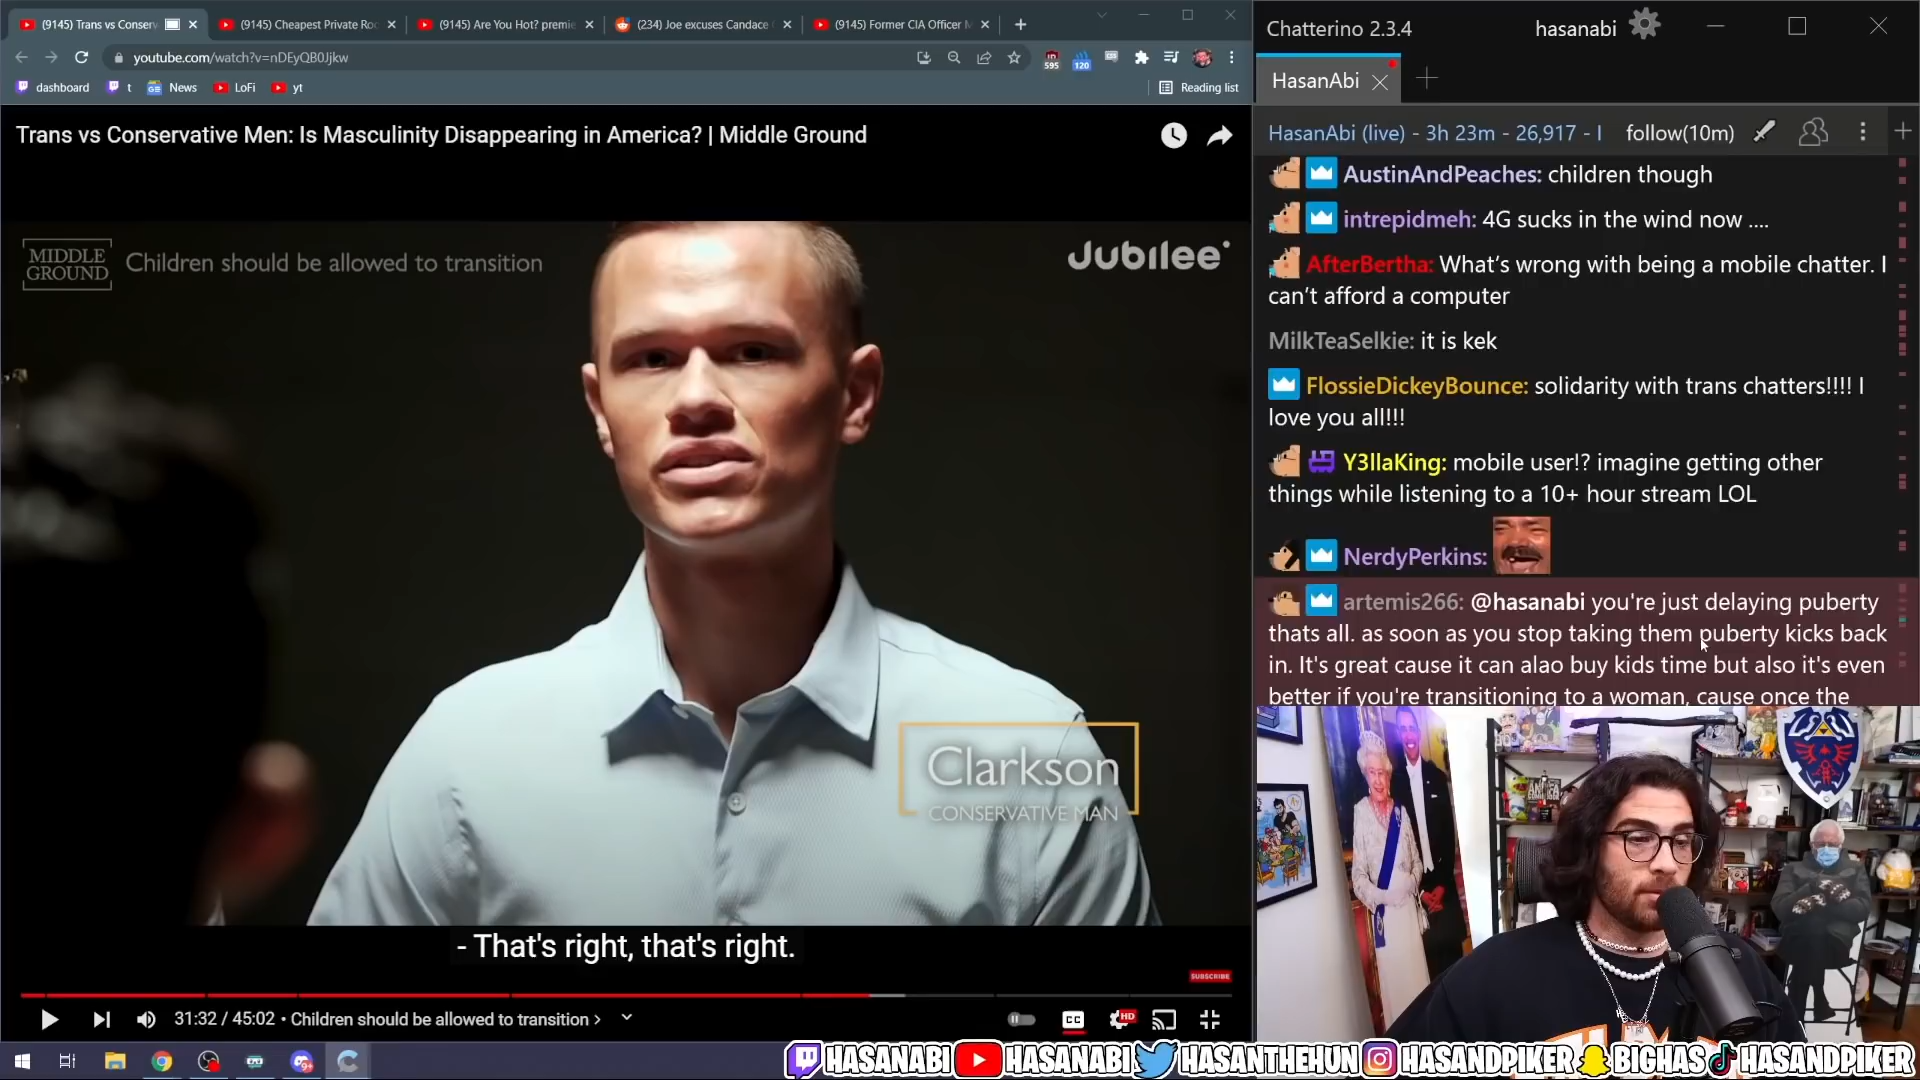 (9145) Trans vs Conserv
(9145) Cheapest Private Roo
(9145) Are You Hot? premie
(234) Joe excuses Candace
(9145) Former CIA Officer
youtube.com/watch?v=nDEyQB0Jjkw
595
120
dashboard
t
News
LoFi
yt
Reading list
Trans vs Conservative Men: Is Masculinity Disappearing in America? | Middle Ground
MIDDLE
GROUND
Children should be allowed to transition
Jubilee
Clarkson
CONSERVATIVE MAN
- That's right, that's right.
SUBSCRIBE
31:32 / 45:02 • Children should be allowed to transition
CC
HD
Chatterino 2.3.4
hasanabi
HasanAbi
HasanAbi (live) - 3h 23m - 26,917 - I
follow(10m)
AustinAndPeaches: children though
intrepidmeh: 4G sucks in the wind now ....
AfterBertha: What's wrong with being a mobile chatter. I
can't afford a computer
MilkTeaSelkie: it is kek
FlossieDickeyBounce: solidarity with trans chatters!!!! I
love you all!!!
Y3llaKing: mobile user!? imagine getting other
things while listening to a 10+ hour stream LOL
NerdyPerkins:
artemis266: @hasanabi you're just delaying puberty
thats all. as soon as you stop taking them puberty kicks back
in. It's great cause it can alao buy kids time but also it's even
better if you're transitioning to a woman, cause once the
HASANABI HASANABI HASANTHEHUN HASANDPIKER BIGHAS HASANDPIKER